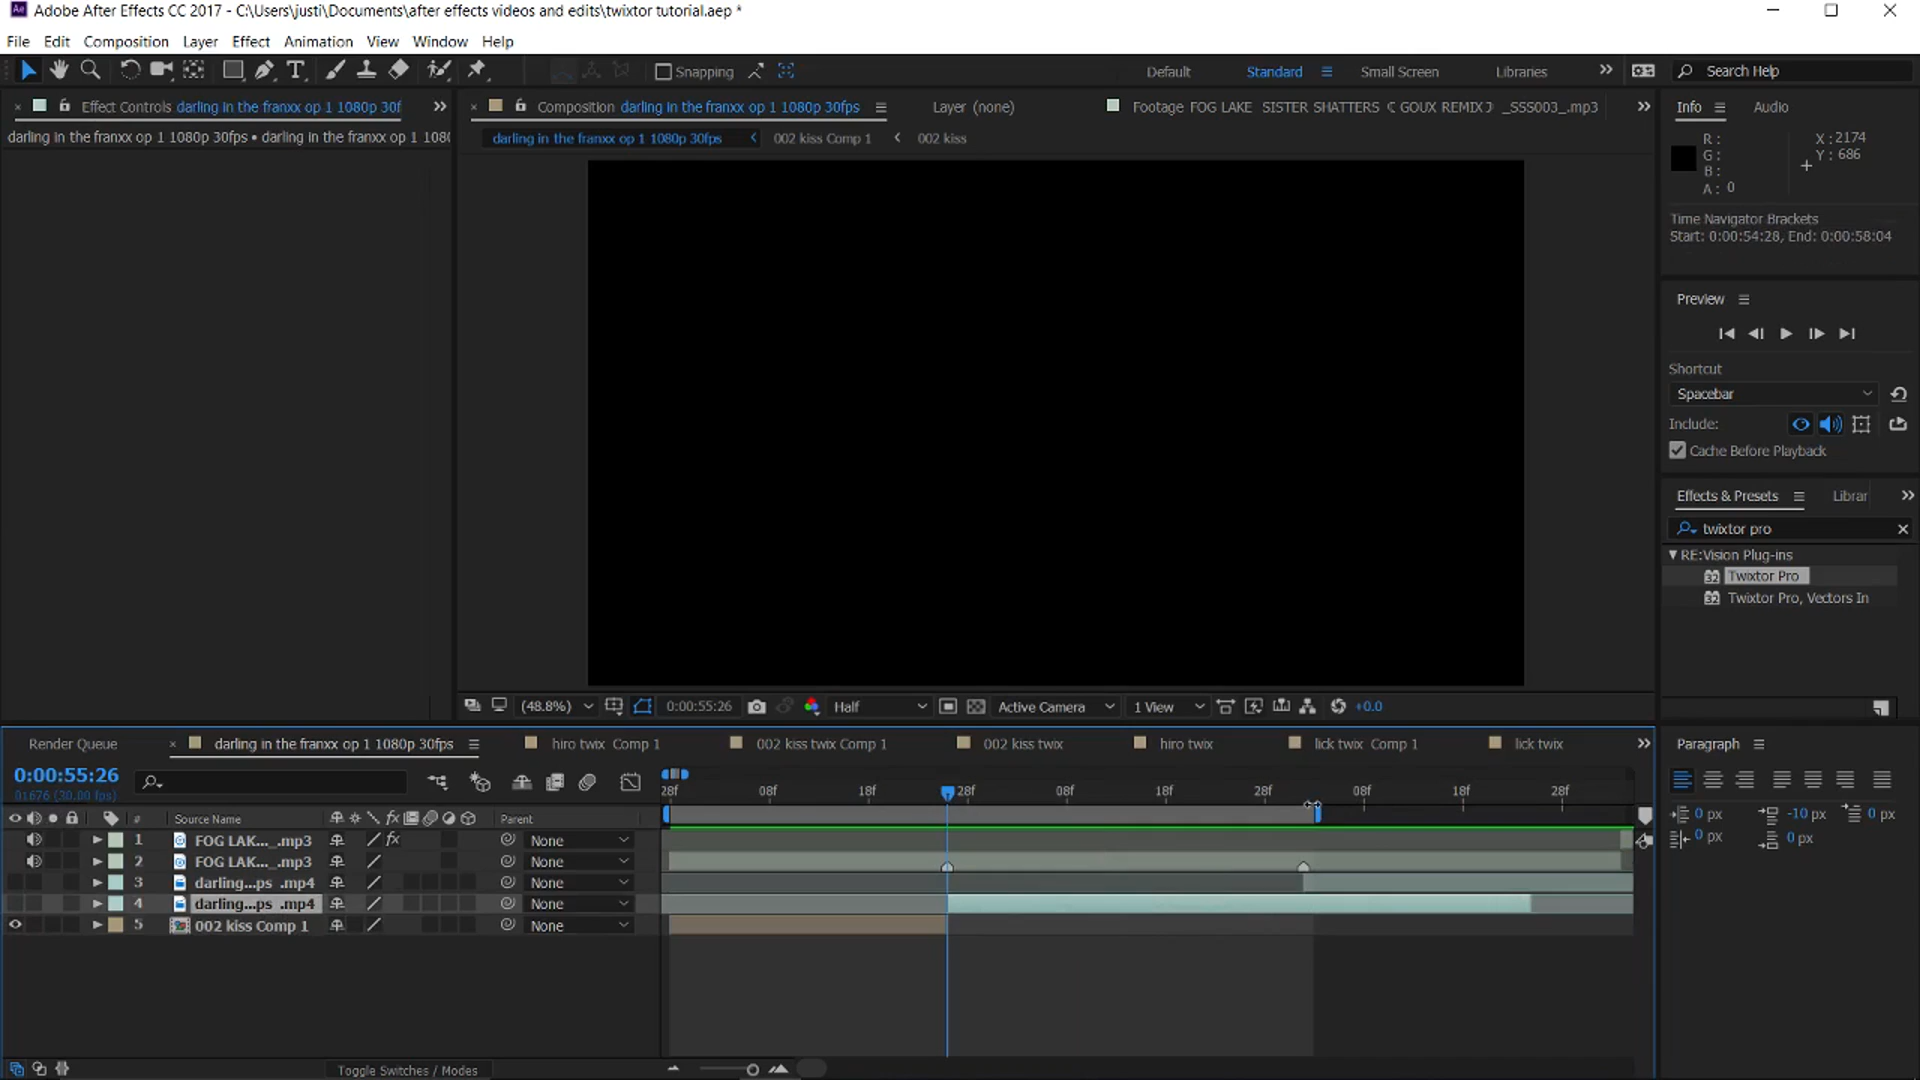 Adobe After Effects CC 2017 - C:\Users\justi\Documents\after effects videos and edits\twixtor tutorial.aep *
File Edit Composition Layer Effect Animation View Window Help
Snapping Default Standard Small Screen Libraries Search Help
Effect Controls darling in the franxx op 1 1080p 30f
darling in the franxx op 1 1080p 30fps • darling in the franxx op 1 108(
Composition darling in the franxx op 1 1080p 30fps Layer (none) Footage FOG LAKE SISTER SHATTERS
_SSS003_.mp3
darling in the franxx op 1 1080p 30fps 002 kiss Comp 1 002 kiss
Info Audio
R : X : 2174
G : Y : 686
B :
A : 0
Time Navigator Brackets
Start: 0:00:54:28, End: 0:00:58:04
Preview
Shortcut
Spacebar
Include:
Cache Before Playback
Effects & Presets Librar
twixtor pro
RE:Vision Plug-ins
Twixtor Pro
Twixtor Pro, Vectors In
(48.8%) 0:00:55:26 Half Active Camera 1 View +0.0
Render Queue darling in the franxx op 1 1080p 30fps hiro twix Comp 1 002 kiss twix Comp 1 002 kiss twix hiro twix lick twix Comp 1 lick twix
Paragraph
0:00:55:26
01676 (30.00 fps)
28f 08f 18f 28f 08f 18f 28f 08f 18f 28f
# Source Name fx Parent
1 FOG LAK..._.mp3 fx None
2 FOG LAK..._.mp3 None
3 darling...ps .mp4 None
4 darling...ps .mp4 None
5 002 kiss Comp 1 None
0 px -10 px 0 px
0 px 0 px
Toggle Switches / Modes